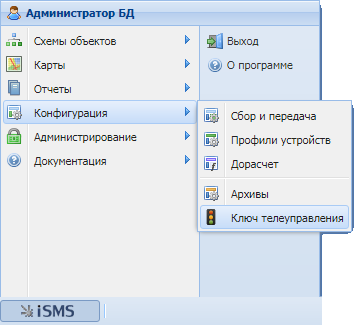 Администратор БД
Схемы объектов
Карты
Отчеты
Конфигурация
Администрирование
Документация
Выход
О программе
Сбор и передача
Профили устройств
Дорасчет
Архивы
Ключ телеуправления
iSMS